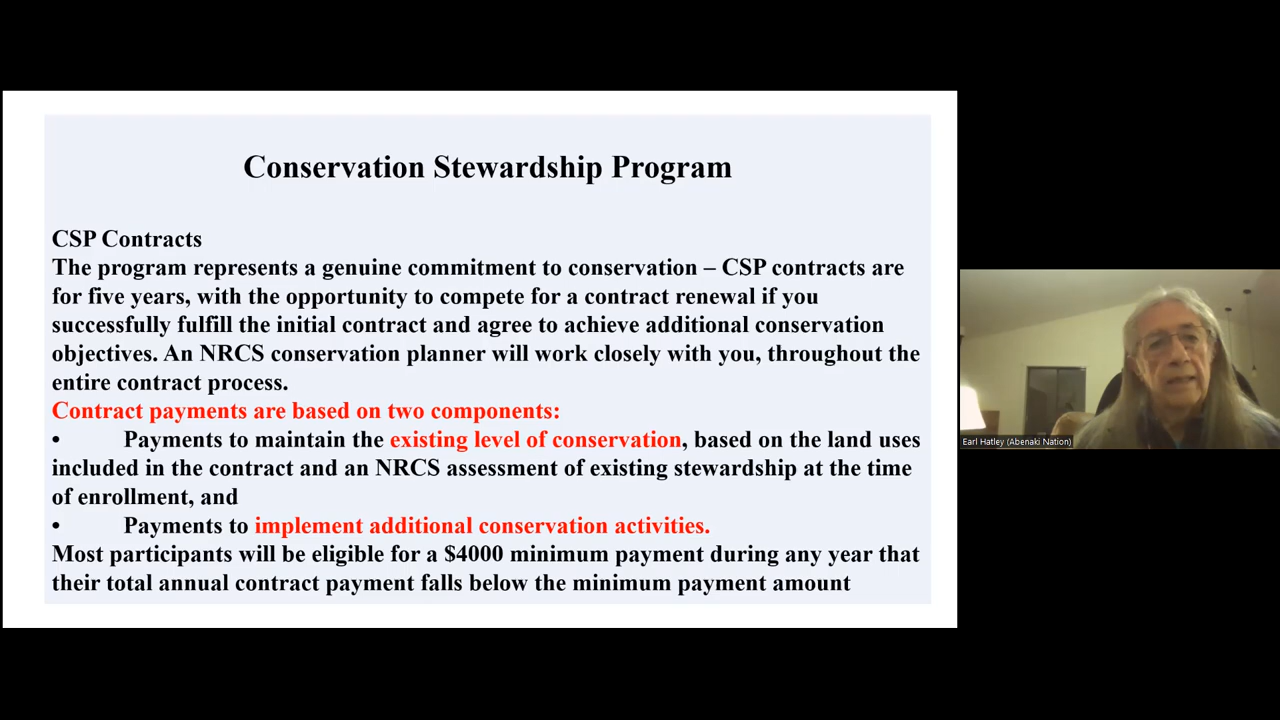 Conservation Stewardship Program
CSP Contracts
The program represents a genuine commitment to conservation – CSP contracts are
for five years, with the opportunity to compete for a contract renewal if you
successfully fulfill the initial contract and agree to achieve additional conservation
objectives. An NRCS conservation planner will work closely with you, throughout the
entire contract process.
Contract payments are based on two components:
• Payments to maintain the existing level of conservation, based on the land uses
included in the contract and an NRCS assessment of existing stewardship at the time
of enrollment, and
• Payments to implement additional conservation activities.
Most participants will be eligible for a $4000 minimum payment during any year that
their total annual contract payment falls below the minimum payment amount
Earl Hatley (Abenaki Nation)